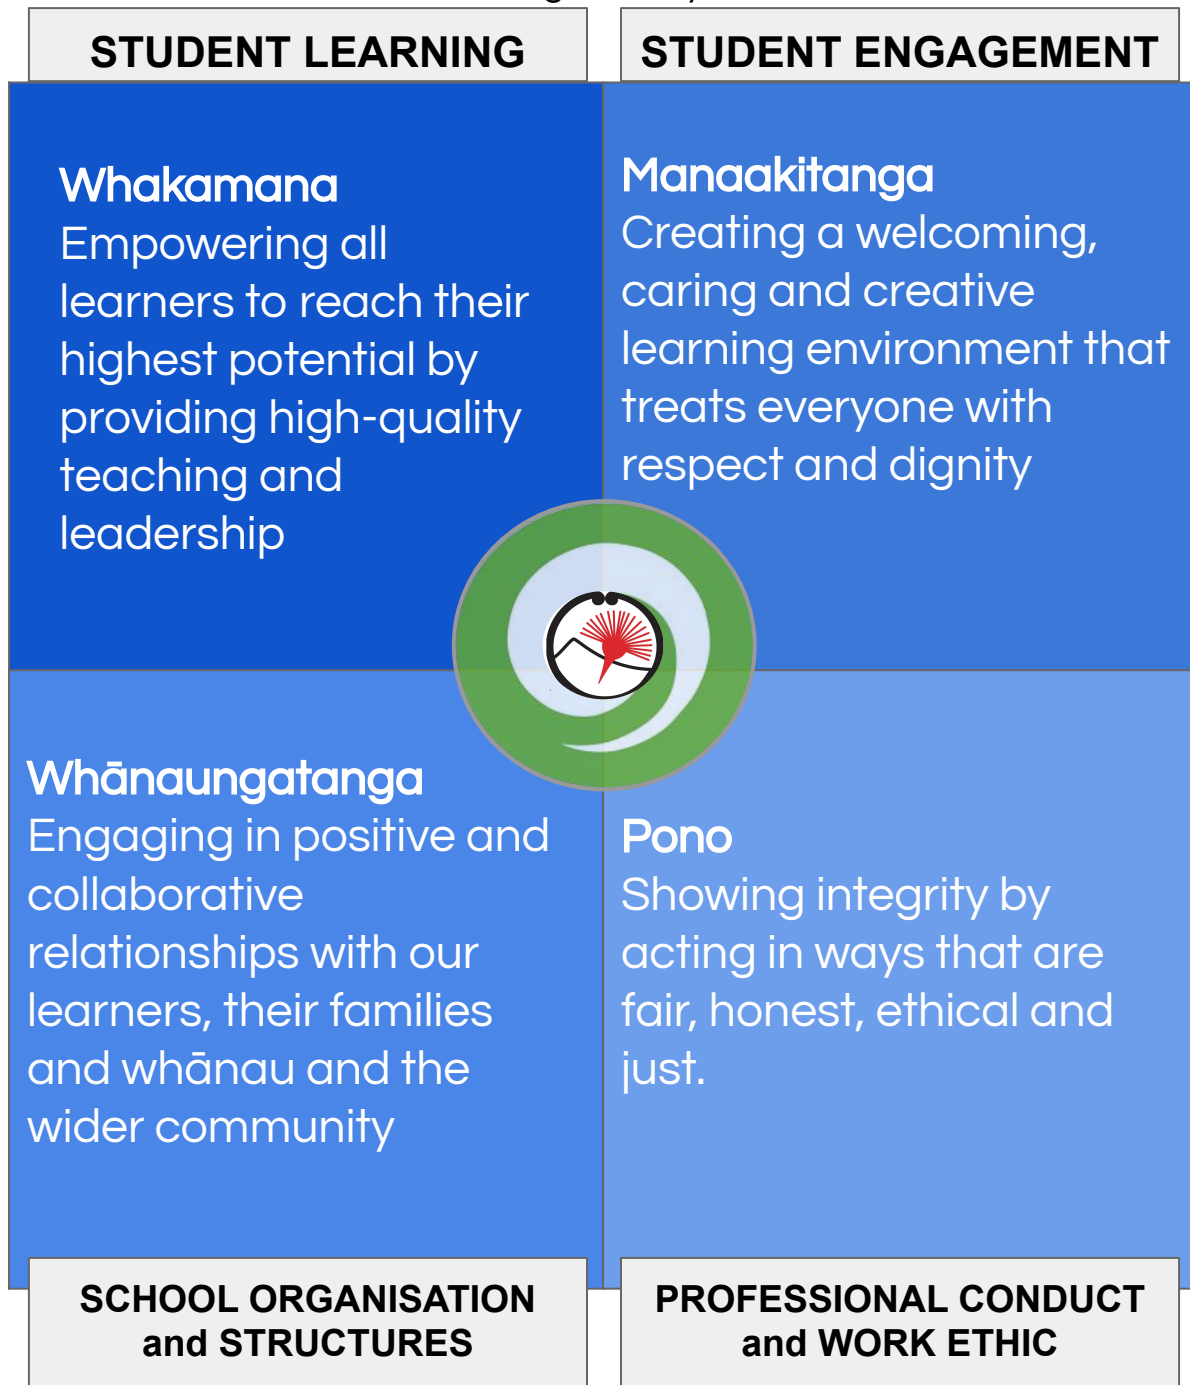 STUDENT LEARNING
STUDENT ENGAGEMENT
Whakamana
Empowering all
learners to reach their
highest potential by
providing high-quality
teaching and
leadership
Manaakitanga
Creating a welcoming,
caring and creative
learning environment that
treats everyone with
respect and dignity
Whānaungatanga
Engaging in positive and
collaborative
relationships with our
learners, their families
and whānau and the
wider community
Pono
Showing integrity by
acting in ways that are
fair, honest, ethical and
just.
SCHOOL ORGANISATION
and STRUCTURES
PROFESSIONAL CONDUCT
and WORK ETHIC